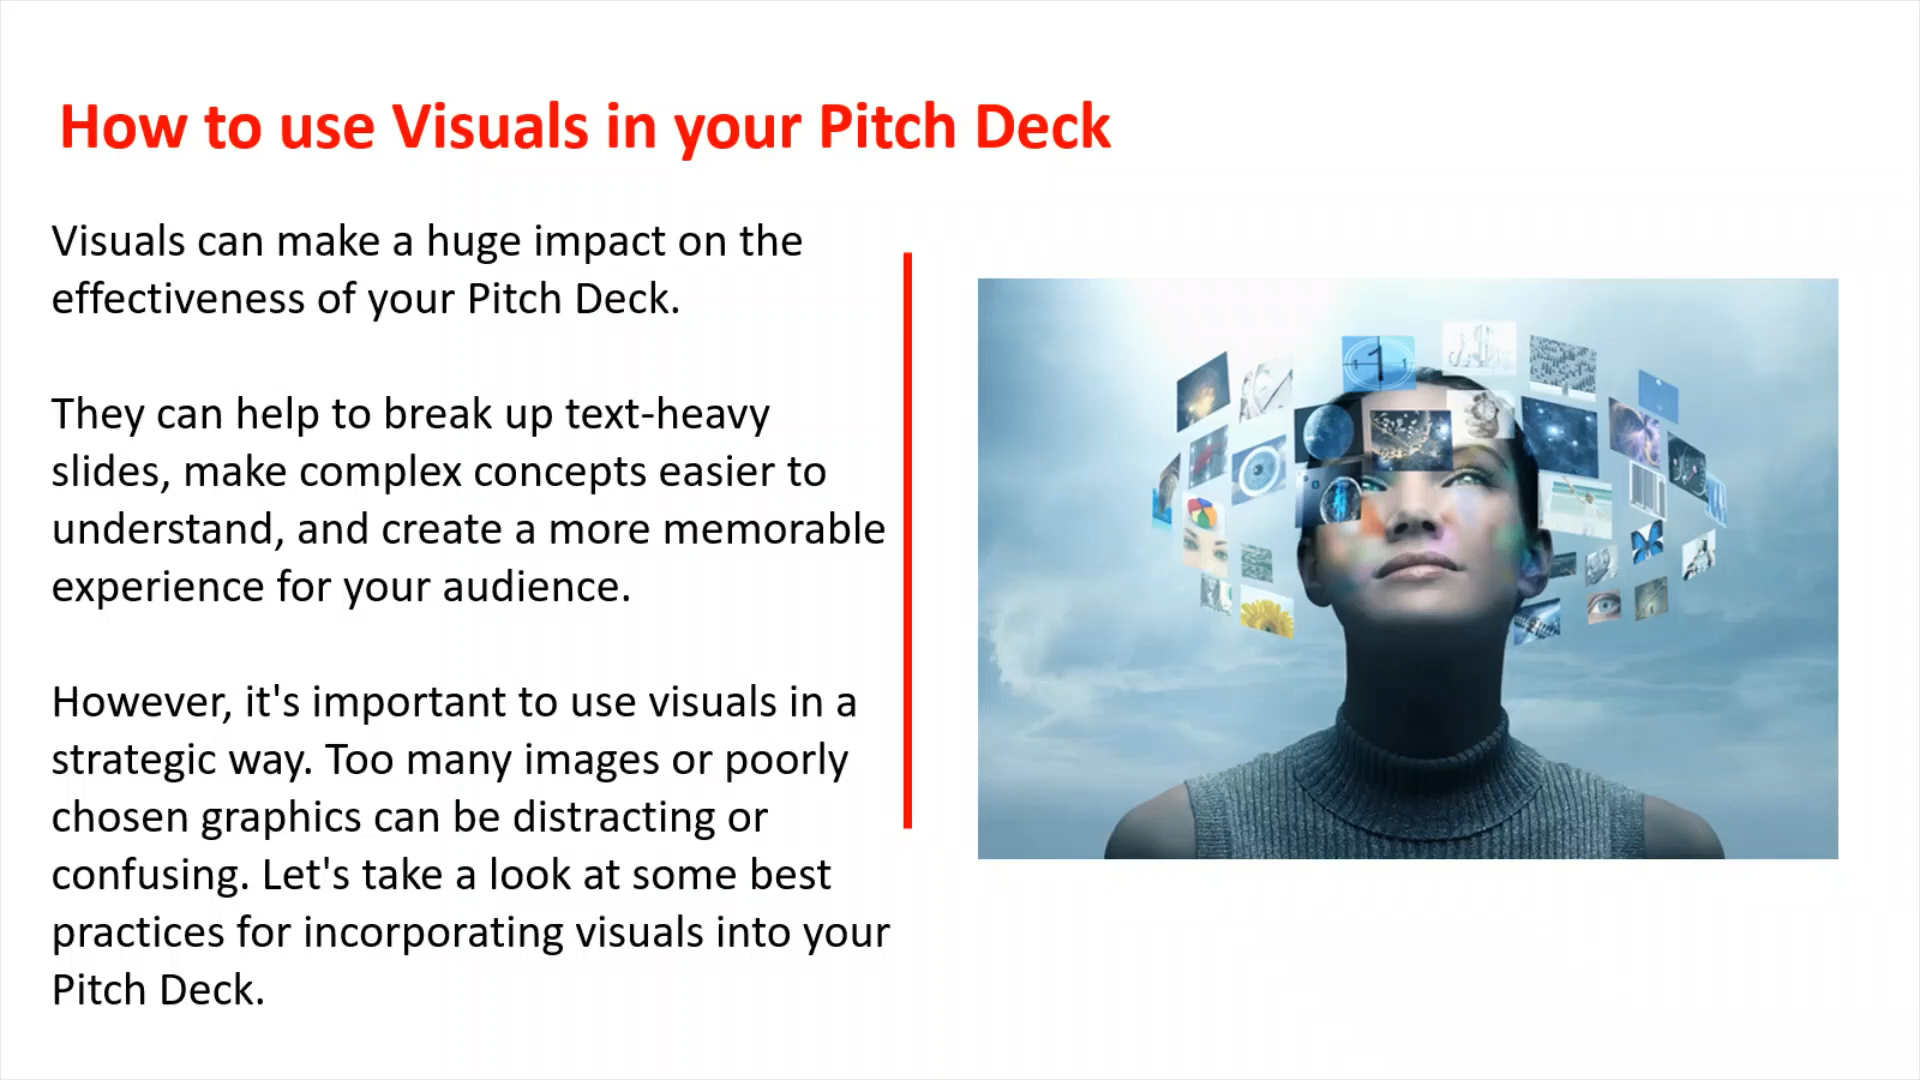 How to use Visuals in your Pitch Deck
Visuals can make a huge impact on the
effectiveness of your Pitch Deck.
They can help to break up text-heavy
slides, make complex concepts easier to
understand, and create a more memorable
experience for your audience.
However, it's important to use visuals in a
strategic way. Too many images or poorly
chosen graphics can be distracting or
confusing. Let's take a look at some best
practices for incorporating visuals into your
Pitch Deck.
1